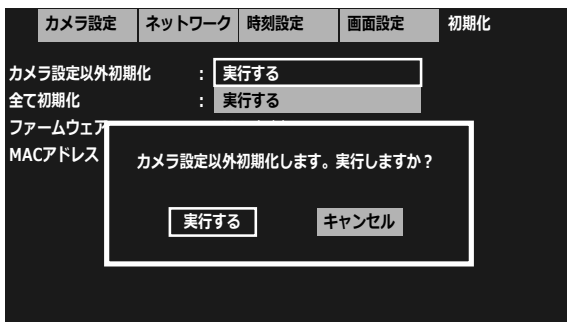 カメラ設定 ネットワーク 時刻設定 画面設定 初期化
カメラ設定以外初期化 : 実行する
全て初期化 : 実行する
ファームウェア
MACアドレス
カメラ設定以外初期化します。実行しますか？
実行する キャンセル